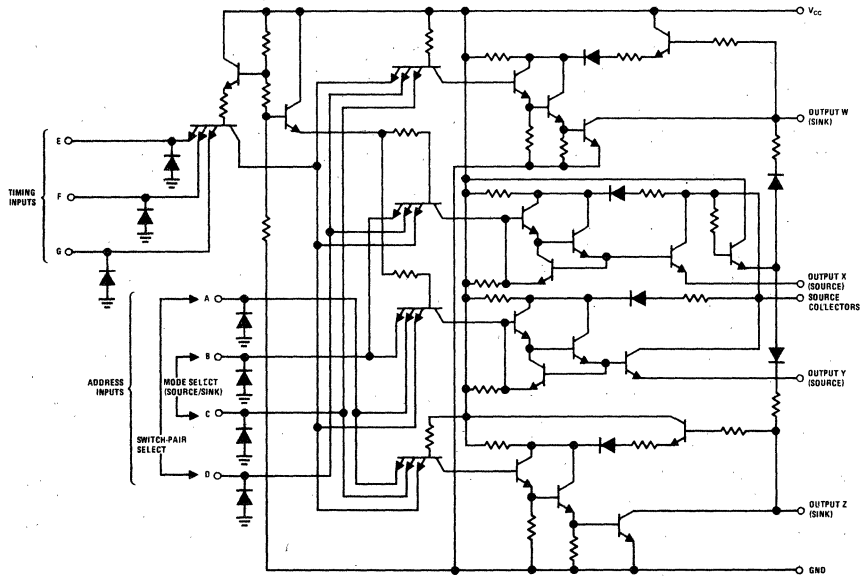 VCC
OUTPUT W
(SINK)
E
TIMING
INPUTS
F
G
OUTPUT X
(SOURCE)
SOURCE
COLLECTORS
A
B
ADDRESS
INPUTS
MODE SELECT
(SOURCE/SINK)
C
OUTPUT Y
(SOURCE)
SWITCH-PAIR
SELECT
D
OUTPUT Z
(SINK)
GND